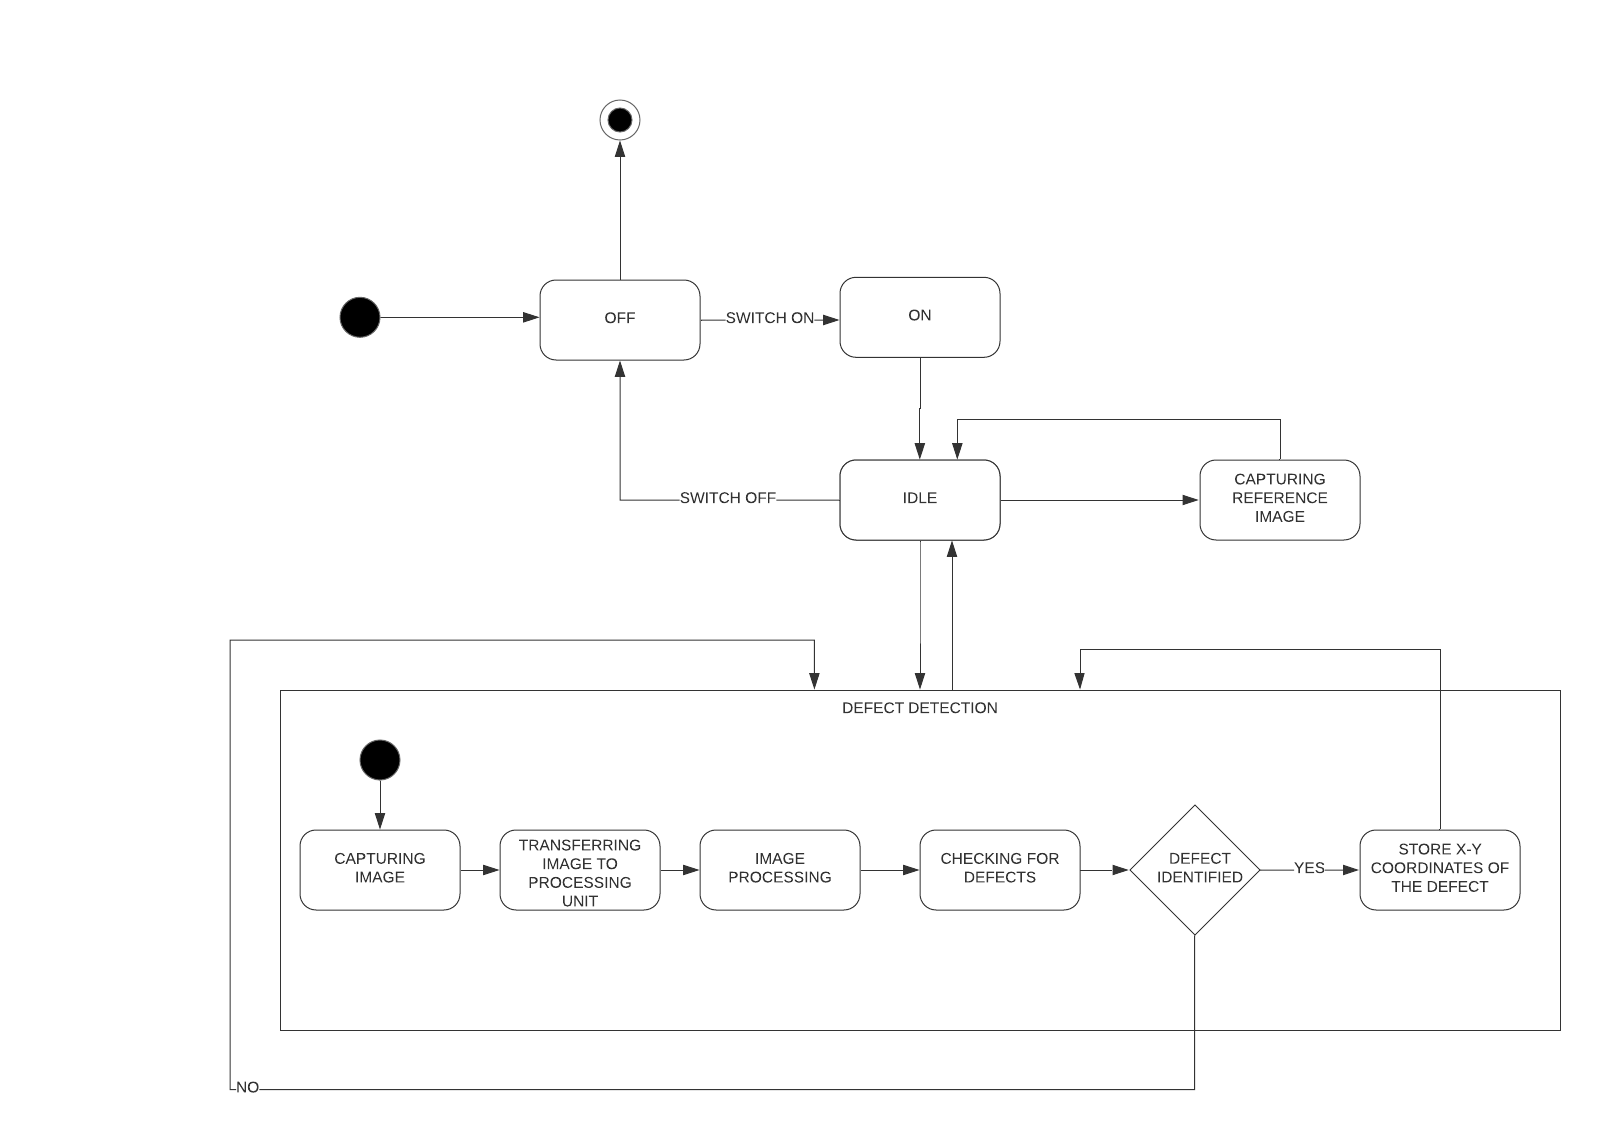 OFF
SWITCH ON
ON
SWITCH OFF
IDLE
CAPTURING
REFERENCE
IMAGE
DEFECT DETECTION
CAPTURING
IMAGE
TRANSFERRING
IMAGE TO
PROCESSING
UNIT
IMAGE
PROCESSING
CHECKING FOR
DEFECTS
DEFECT
IDENTIFIED
YES
STORE X-Y
COORDINATES OF
THE DEFECT
NO